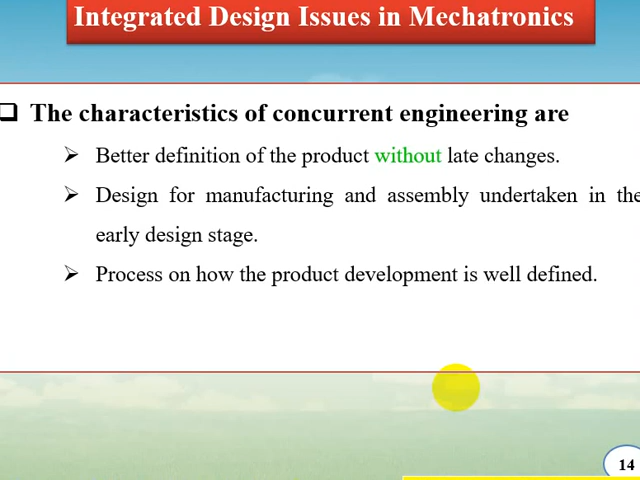 Integrated Design Issues in Mechatronics
❑ The characteristics of concurrent engineering are
➢ Better definition of the product without late changes.
➢ Design for manufacturing and assembly undertaken in the
early design stage.
➢ Process on how the product development is well defined.
14